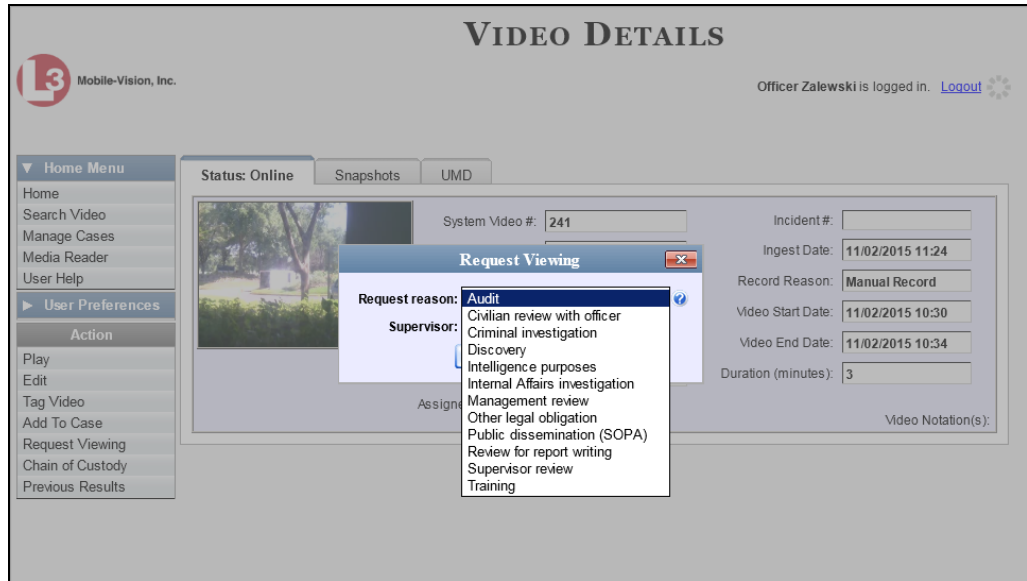 VIDEO DETAILS
L3 Mobile-Vision, Inc.
Officer Zalewski is logged in. Logout
▼ Home Menu
Home
Search Video
Manage Cases
Media Reader
User Help
▶ User Preferences
Action
Play
Edit
Tag Video
Add To Case
Request Viewing
Chain of Custody
Previous Results
Status: Online
Snapshots
UMD
System Video #: 241
Incident #:
Ingest Date: 11/02/2015 11:24
Record Reason: Manual Record
Video Start Date: 11/02/2015 10:30
Video End Date: 11/02/2015 10:34
Duration (minutes): 3
Video Notation(s):
Request Viewing
Request reason:
Supervisor:
Audit
Civilian review with officer
Criminal investigation
Discovery
Intelligence purposes
Internal Affairs investigation
Management review
Other legal obligation
Public dissemination (SOPA)
Review for report writing
Supervisor review
Training